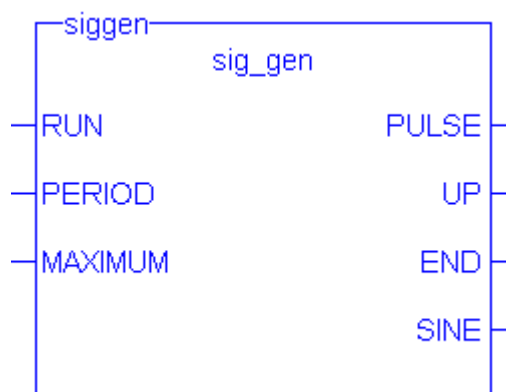 siggen
sig_gen
RUN PULSE
PERIOD UP
MAXIMUM END
SINE